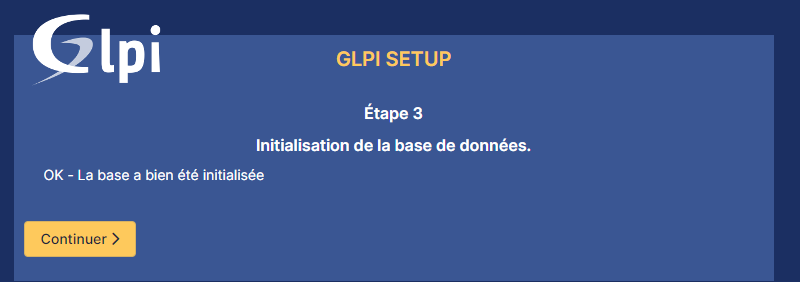 Glpi
GLPI SETUP
Étape 3
Initialisation de la base de données.
OK - La base a bien été initialisée
Continuer